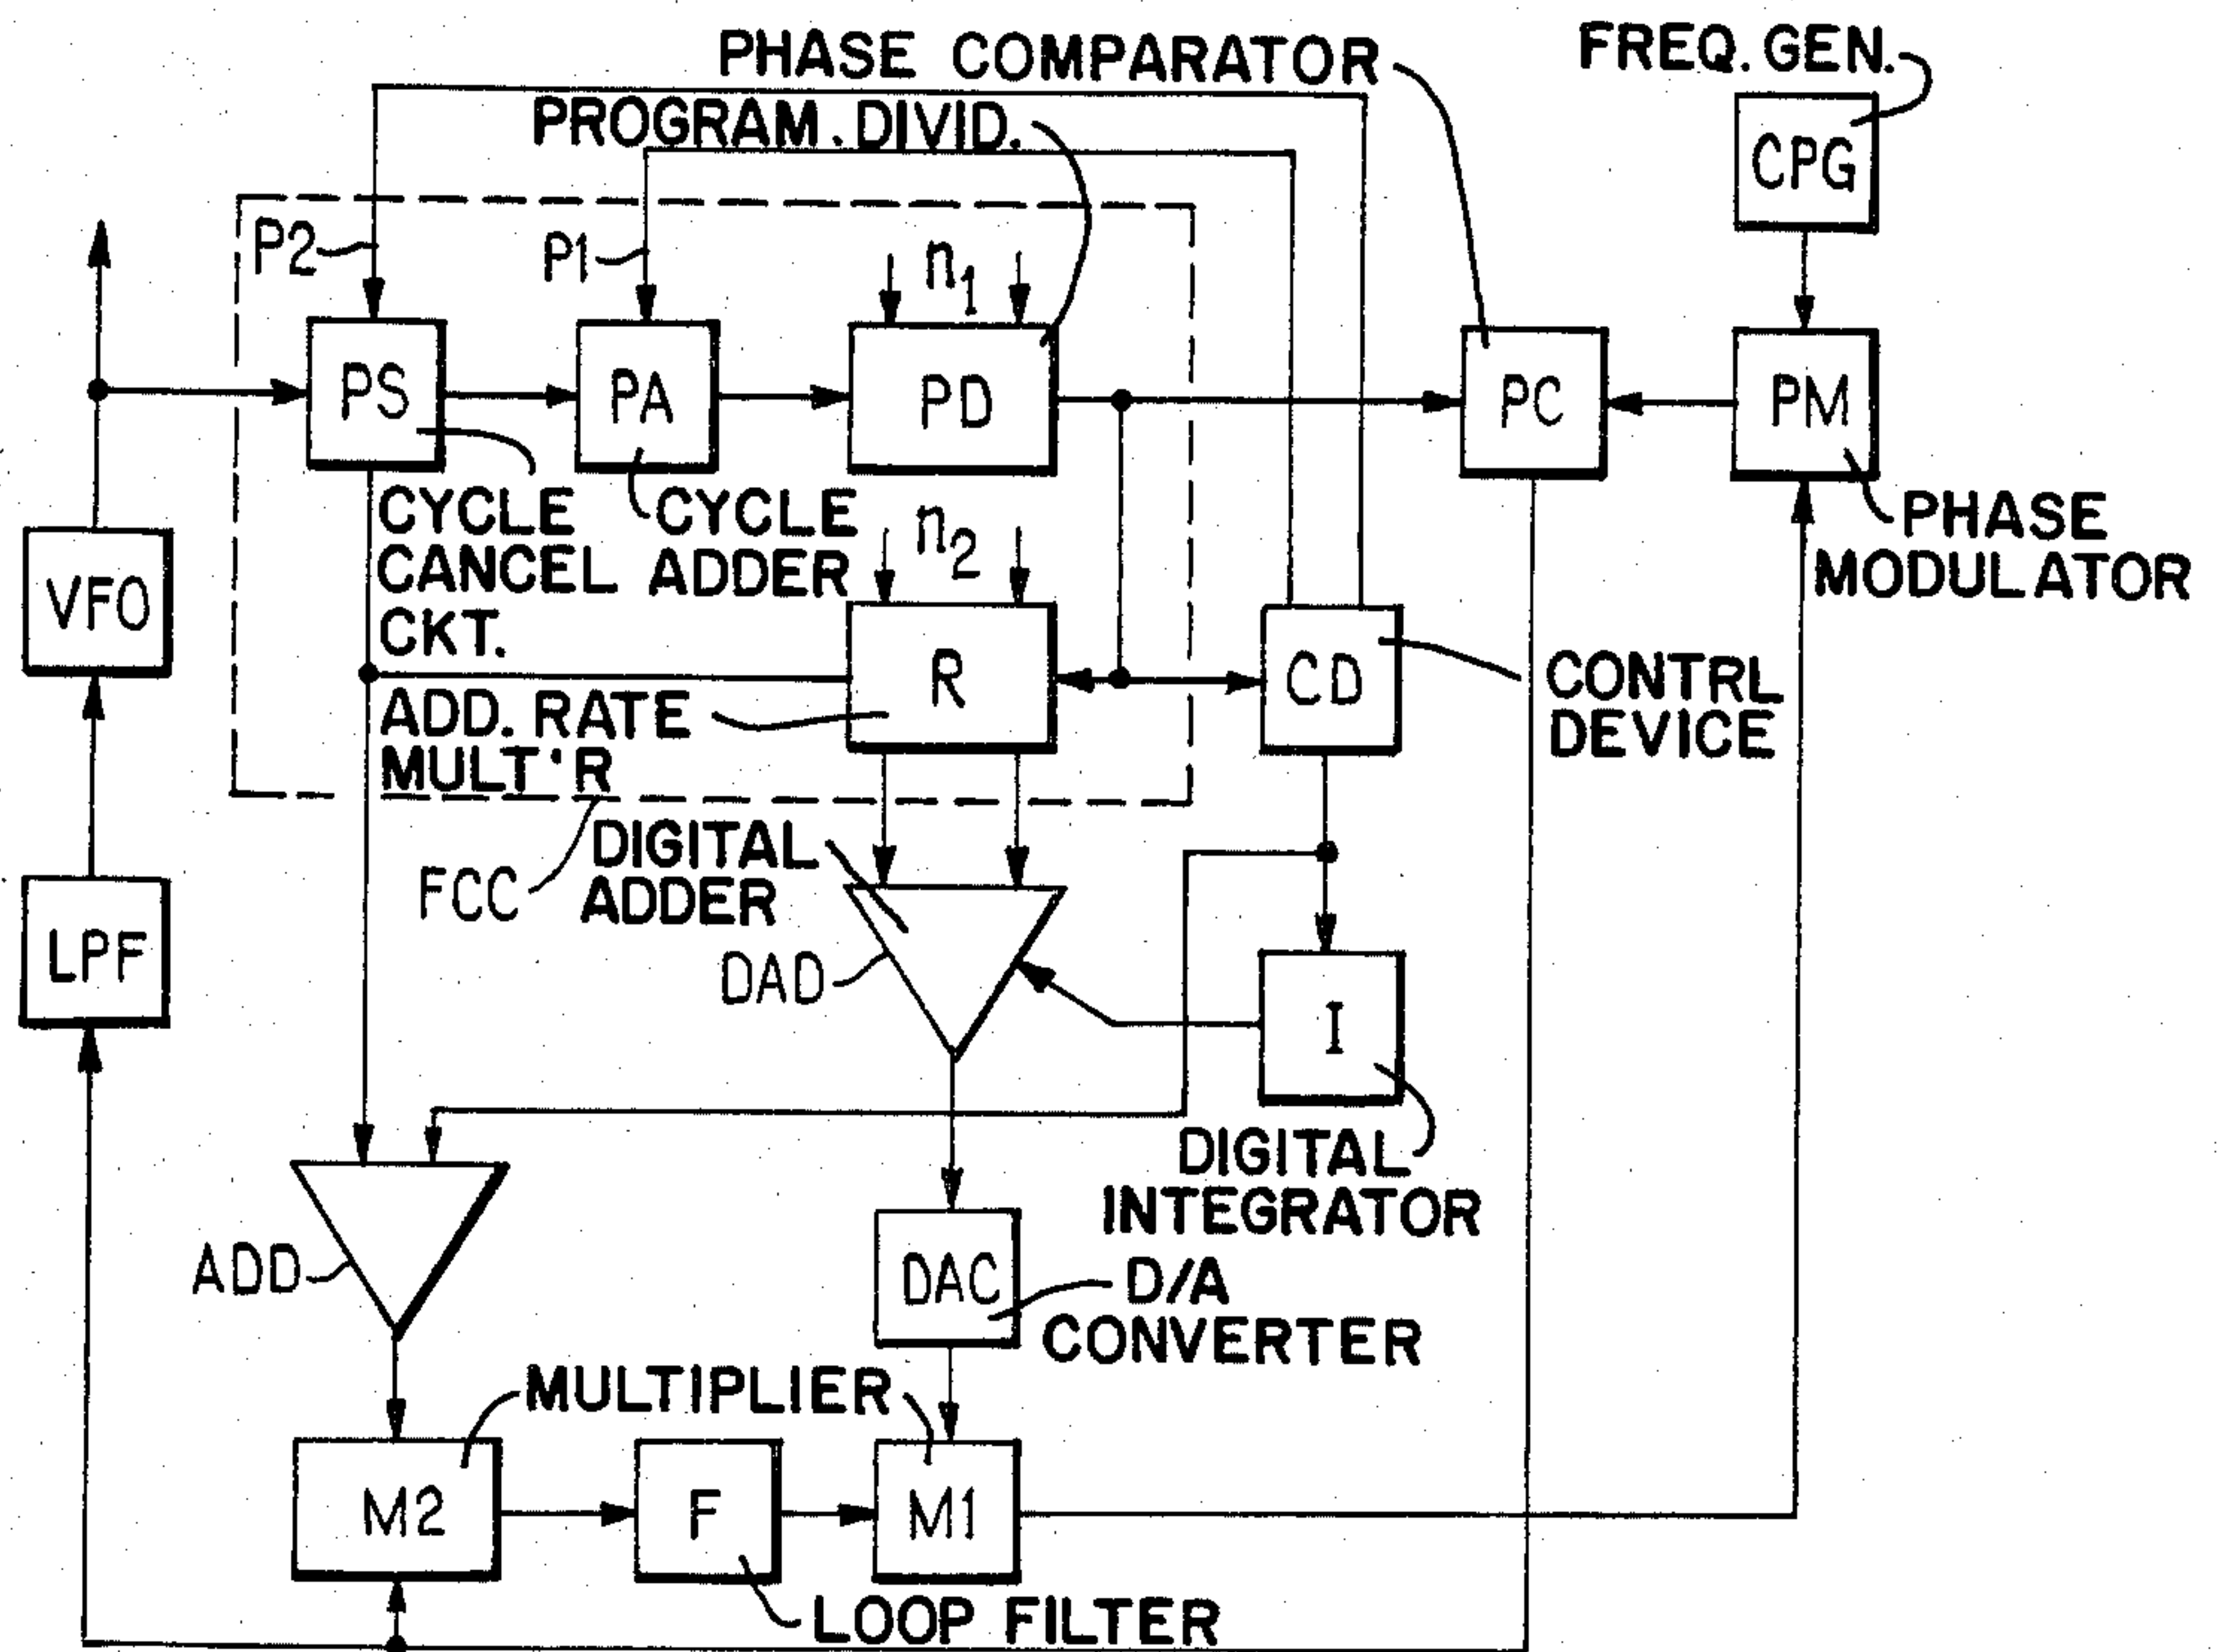 PHASE COMPARATOR
FREQ. GEN.
PROGRAM. DIVID.
CPG
P2
P1
n1
PS
PA
PD
PC
PM
CYCLE
CANCEL
CKT.
CYCLE
ADDER
n2
PHASE
MODULATOR
VFO
R
CD
CONTRL
DEVICE
ADD. RATE
MULT'R
FCC
DIGITAL
ADDER
LPF
DAD
I
DIGITAL
INTEGRATOR
ADD
DAC
D/A
CONVERTER
MULTIPLIER
M2
F
M1
LOOP FILTER